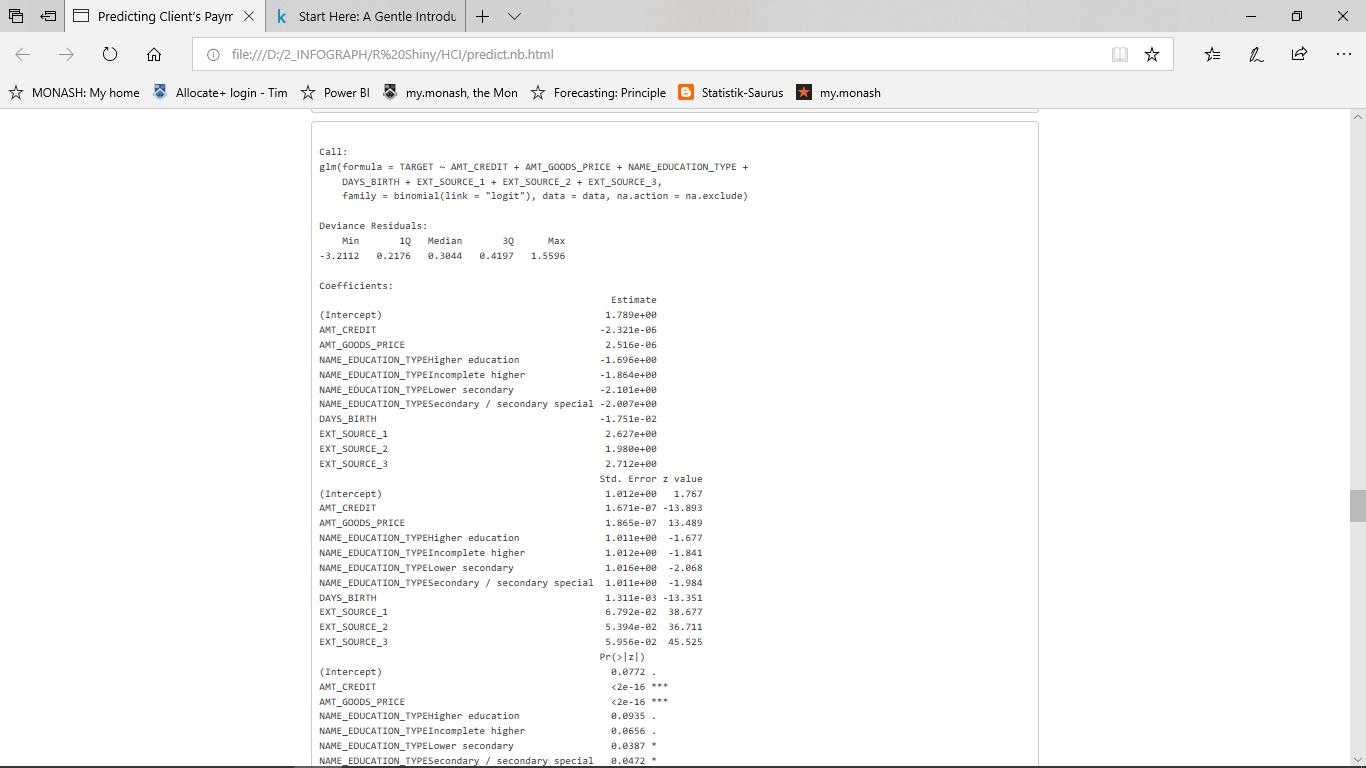 Predicting Client's Paym
k Start Here: A Gentle Introdu
file:///D:/2_INFOGRAPH/R%20Shiny/HCI/predict.nb.html
MONASH: My home Allocate+ login - Tim Power BI my.monash, the Mon Forecasting: Principle Statistik-Saurus my.monash
Call:
glm(formula = TARGET ~ AMT_CREDIT + AMT_GOODS_PRICE + NAME_EDUCATION_TYPE +
DAYS_BIRTH + EXT_SOURCE_1 + EXT_SOURCE_2 + EXT_SOURCE_3,
family = binomial(link = "logit"), data = data, na.action = na.exclude)
Deviance Residuals:
Min 1Q Median 3Q Max
-3.2112 0.2176 0.3044 0.4197 1.5596
Coefficients:
Estimate
(Intercept) 1.789e+00
AMT_CREDIT -2.321e-06
AMT_GOODS_PRICE 2.516e-06
NAME_EDUCATION_TYPEHigher education -1.696e+00
NAME_EDUCATION_TYPEIncomplete higher -1.864e+00
NAME_EDUCATION_TYPELower secondary -2.101e+00
NAME_EDUCATION_TYPESecondary / secondary special -2.007e+00
DAYS_BIRTH -1.751e-02
EXT_SOURCE_1 2.627e+00
EXT_SOURCE_2 1.980e+00
EXT_SOURCE_3 2.712e+00
Std. Error z value
(Intercept) 1.012e+00 1.767
AMT_CREDIT 1.671e-07 -13.893
AMT_GOODS_PRICE 1.865e-07 13.489
NAME_EDUCATION_TYPEHigher education 1.011e+00 -1.677
NAME_EDUCATION_TYPEIncomplete higher 1.012e+00 -1.841
NAME_EDUCATION_TYPELower secondary 1.016e+00 -2.068
NAME_EDUCATION_TYPESecondary / secondary special 1.011e+00 -1.984
DAYS_BIRTH 1.311e-03 -13.351
EXT_SOURCE_1 6.792e-02 38.677
EXT_SOURCE_2 5.394e-02 36.711
EXT_SOURCE_3 5.956e-02 45.525
Pr(>|z|)
(Intercept) 0.0772 .
AMT_CREDIT <2e-16 ***
AMT_GOODS_PRICE <2e-16 ***
NAME_EDUCATION_TYPEHigher education 0.0935 .
NAME_EDUCATION_TYPEIncomplete higher 0.0656 .
NAME_EDUCATION_TYPELower secondary 0.0387 *
NAME_EDUCATION_TYPESecondary / secondary special 0.0472 *